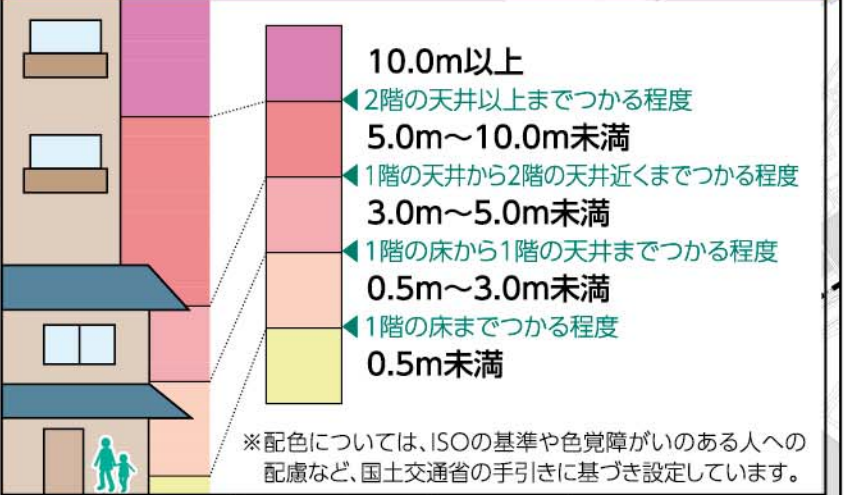 10.0m以上
◀2階の天井以上までつかる程度
5.0m～10.0m未満
◀1階の天井から2階の天井近くまでつかる程度
3.0m～5.0m未満
◀1階の床から1階の天井までつかる程度
0.5m～3.0m未満
◀1階の床までつかる程度
0.5m未満
※配色については、ISOの基準や色覚障がいのある人への
配慮など、国土交通省の手引きに基づき設定しています。